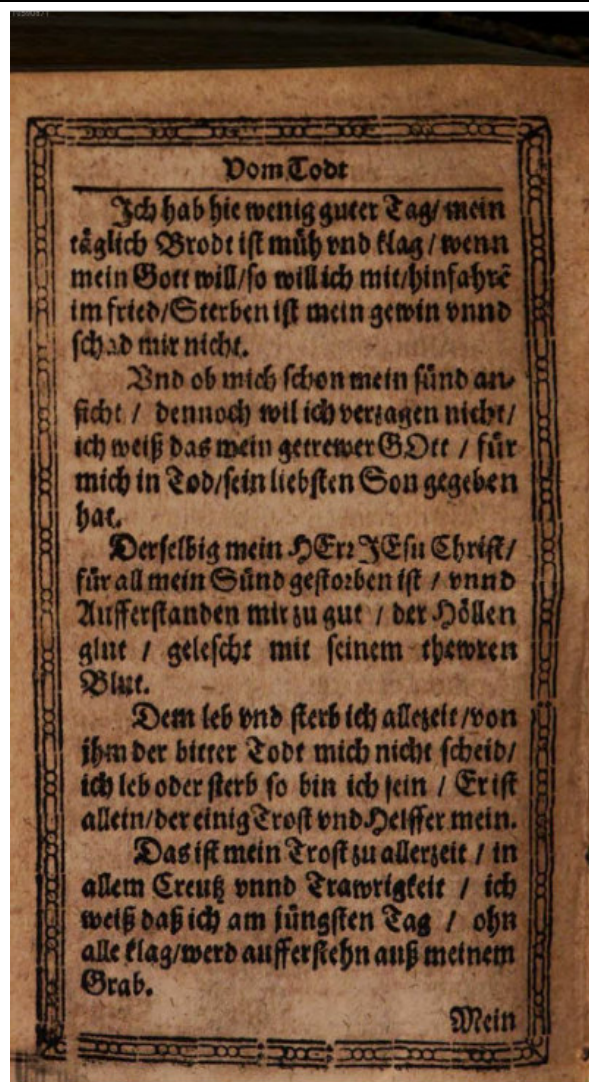 Vom Todt
Ich hab hie wenig guter Tag/ mein
täglich Brodt ist müh vnd klag / wenn
mein Gott will/so will ich mit/hinfahrẽ
im fried/Sterben ist mein gewin vnnd
schad mir nicht.
Vnd ob mich schon mein sünd an-
ficht / dennoch wil ich verzagen nicht/
ich weiß das mein getrewer GOtt / für
mich in Tod/sein liebsten Son gegeben
hat.
Derselbig mein HErr JEsu Christ/
für all mein Sünd gestorben ist / vnnd
Aufferstanden mir zu gut / der Höllen
glut / gelescht mit seinem thewren
Blut.
Dem leb vnd sterb ich allezeit/von
jhm der bitter Todt mich nicht scheid/
ich leb oder sterb so bin ich sein / Er ist
allein/der einig Trost vnd Helffer mein.
Das ist mein Trost zu allerzeit / in
allem Creutz vnnd Trawrigkeit / ich
weiß daß ich am jüngsten Tag / ohn
alle klag/werd aufferstehn auß meinem
Grab.
Mein